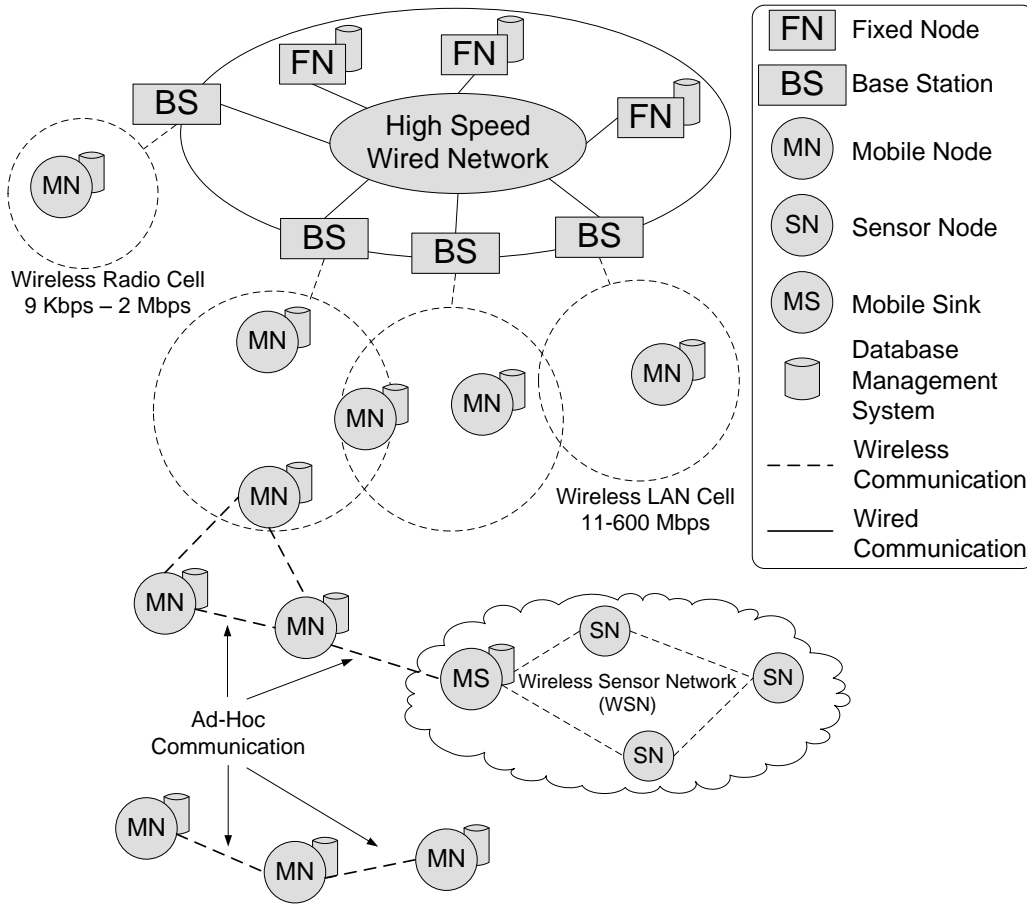 FN
FN
FN
BS
High Speed
Wired Network
MN
BS
BS
BS
Wireless Radio Cell
9 Kbps – 2 Mbps
MN
MN
MN
MN
MN
Wireless LAN Cell
11-600 Mbps
MN
MN
MS
SN
SN
SN
Wireless Sensor Network
(WSN)
Ad-Hoc
Communication
MN
MN
MN
FN
Fixed Node
BS
Base Station
MN
Mobile Node
SN
Sensor Node
MS
Mobile Sink
Database
Management
System
Wireless
Communication
Wired
Communication